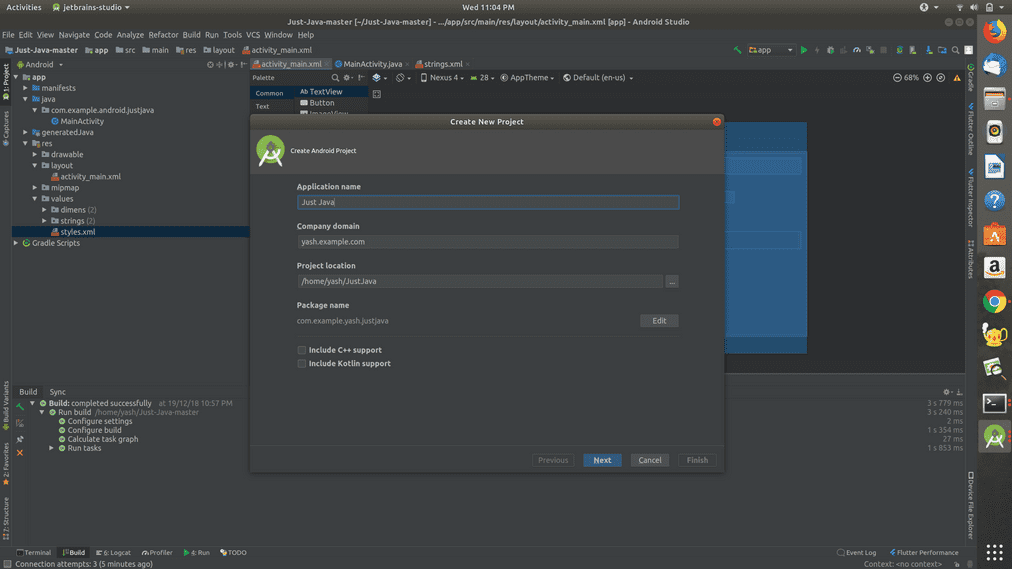 Activities jetbrains-studio Wed 11:04 PM
Just-Java-master [~/Just-Java-master] - .../app/src/main/res/layout/activity_main.xml [app] - Android Studio
File Edit View Navigate Code Analyze Refactor Build Run Tools VCS Window Help
Just-Java-master app src main res layout activity_main.xml app
Android activity_main.xml MainActivity.java strings.xml
1: Project
Captures
Build Variants
2: Favorites
7: Structure
app
manifests
java
com.example.android.justjava
MainActivity
generatedJava
res
drawable
layout
activity_main.xml
mipmap
values
dimens (2)
strings (2)
styles.xml
Gradle Scripts
Palette Nexus 4 28 AppTheme Default (en-us) 68%
Common Ab TextView
Text Button
ImageView
Create New Project
Create Android Project
Application name
Just Java
Company domain
yash.example.com
Project location
/home/yash/JustJava ...
Package name
com.example.yash.justjava Edit
Include C++ support
Include Kotlin support
Previous Next Cancel Finish
Gradle
Flutter Outline
Flutter Inspector
Attributes
Device File Explorer
Build Sync
Build: completed successfully at 19/12/18 10:57 PM 3 s 779 ms
Run build /home/yash/Just-Java-master 3 s 240 ms
Configure settings 2 ms
Configure build 1 s 354 ms
Calculate task graph 27 ms
Run tasks 1 s 853 ms
Terminal Build 6: Logcat Profiler 4: Run TODO Event Log Flutter Performance
Connection attempts: 3 (5 minutes ago) Context: <no context>